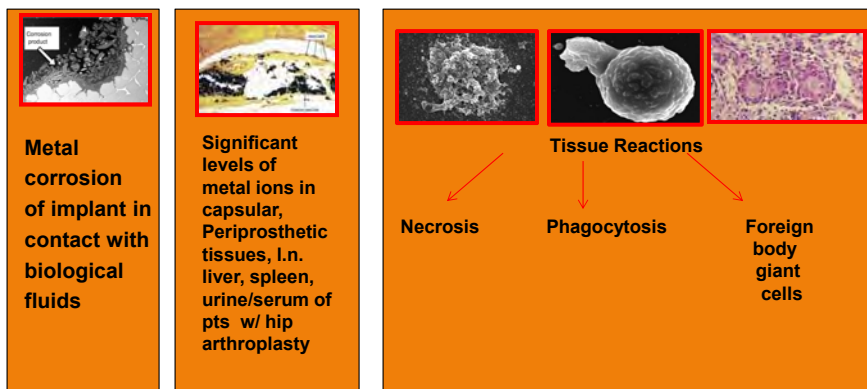 Corrosion
product
Metal
corrosion
of implant in
contact with
biological
fluids
Significant
levels of
metal ions in
capsular,
Periprosthetic
tissues, l.n.
liver, spleen,
urine/serum of
pts w/ hip
arthroplasty
Tissue Reactions
Necrosis
Phagocytosis
Foreign
body
giant
cells